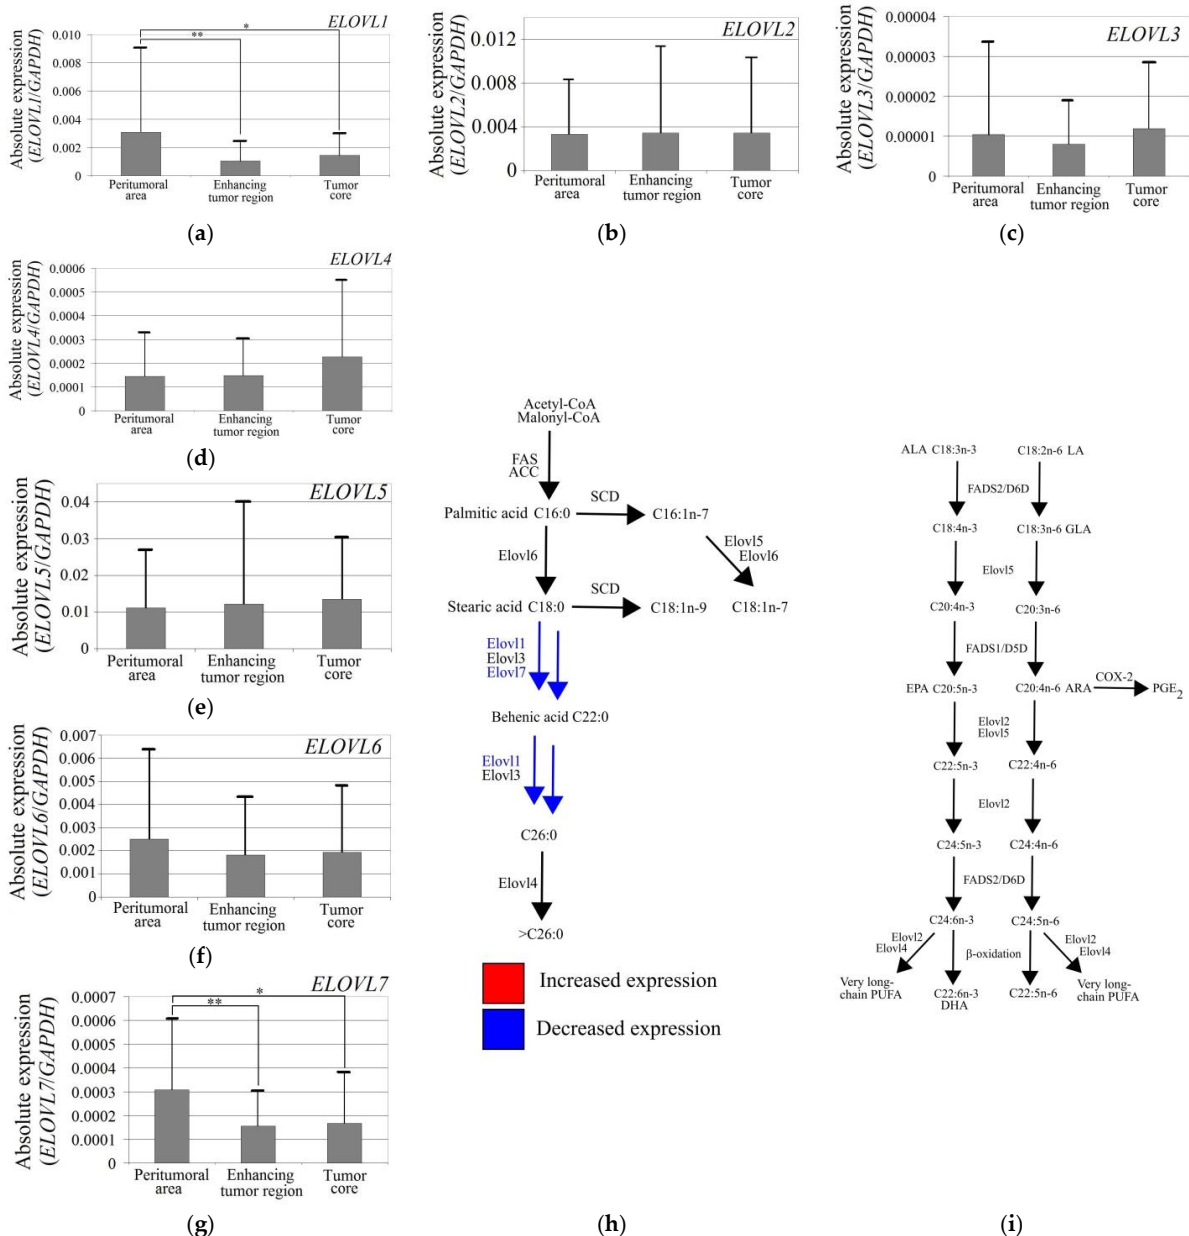 ELOVL1
Absolute expression
(ELOVL1/GAPDH)
0.010
0.008
0.006
0.004
0.002
0
*
**
Peritumoral area
Enhancing tumor region
Tumor core
(a)
ELOVL2
Absolute expression
(ELOVL2/GAPDH)
0.012
0.008
0.004
0
Peritumoral area
Enhancing tumor region
Tumor core
(b)
ELOVL3
Absolute expression
(ELOVL3/GAPDH)
0.00004
0.00003
0.00002
0.00001
0
Peritumoral area
Enhancing tumor region
Tumor core
(c)
ELOVL4
Absolute expression
(ELOVL4/GAPDH)
0.0006
0.0005
0.0004
0.0003
0.0002
0.0001
0
Peritumoral area
Enhancing tumor region
Tumor core
(d)
ELOVL5
Absolute expression
(ELOVL5/GAPDH)
0.04
0.03
0.02
0.01
0
Peritumoral area
Enhancing tumor region
Tumor core
(e)
ELOVL6
Absolute expression
(ELOVL6/GAPDH)
0.007
0.006
0.005
0.004
0.003
0.002
0.001
0
Peritumoral area
Enhancing tumor region
Tumor core
(f)
ELOVL7
Absolute expression
(ELOVL7/GAPDH)
0.0007
0.0006
0.0005
0.0004
0.0003
0.0002
0.0001
0
*
**
Peritumoral area
Enhancing tumor region
Tumor core
(g)
Acetyl-CoA
Malonyl-CoA
FAS
ACC
Palmitic acid C16:0
SCD
C16:1n-7
Elovl6
Elovl5
Elovl6
Stearic acid C18:0
SCD
C18:1n-9
C18:1n-7
Elovl1
Elovl3
Elovl7
Behenic acid C22:0
Elovl1
Elovl3
C26:0
Elovl4
>C26:0
Increased expression
Decreased expression
(h)
ALA C18:3n-3
C18:2n-6 LA
FADS2/D6D
C18:4n-3
C18:3n-6 GLA
Elovl5
C20:4n-3
C20:3n-6
FADS1/D5D
EPA C20:5n-3
C20:4n-6 ARA
COX-2
PGE2
Elovl2
Elovl5
C22:5n-3
C22:4n-6
Elovl2
C24:5n-3
C24:4n-6
FADS2/D6D
C24:6n-3
C24:5n-6
Elovl2
Elovl4
β-oxidation
Elovl2
Elovl4
Very long-
chain PUFA
C22:6n-3
DHA
C22:5n-6
Very long-
chain PUFA
(i)